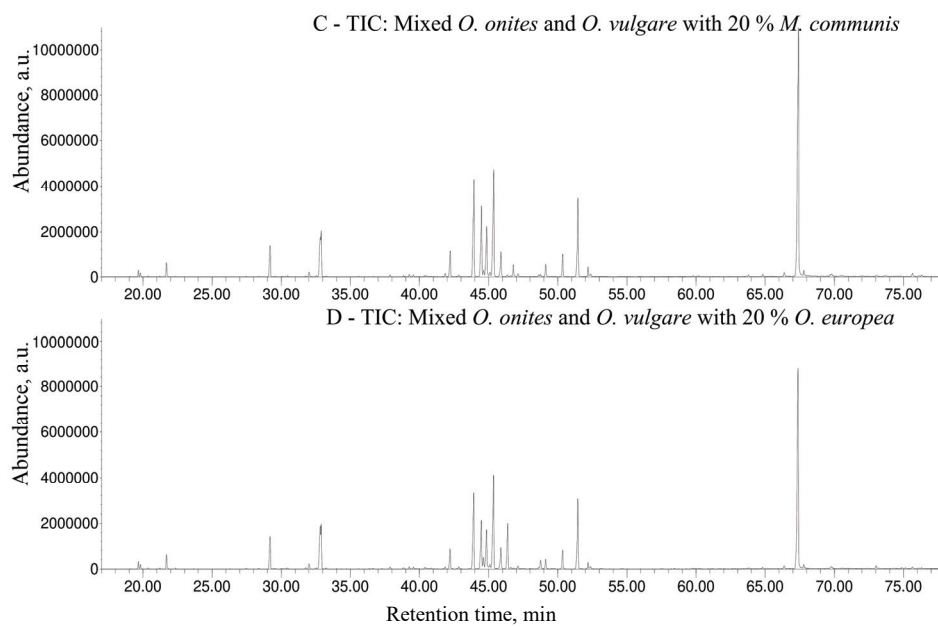 C - TIC: Mixed O. onites and O. vulgare with 20 % M. communis
Abundance, a.u.
10000000
8000000
6000000
4000000
2000000
0
20.00 25.00 30.00 35.00 40.00 45.00 50.00 55.00 60.00 65.00 70.00 75.00
D - TIC: Mixed O. onites and O. vulgare with 20 % O. europea
Abundance, a.u.
10000000
8000000
6000000
4000000
2000000
0
20.00 25.00 30.00 35.00 40.00 45.00 50.00 55.00 60.00 65.00 70.00 75.00
Retention time, min